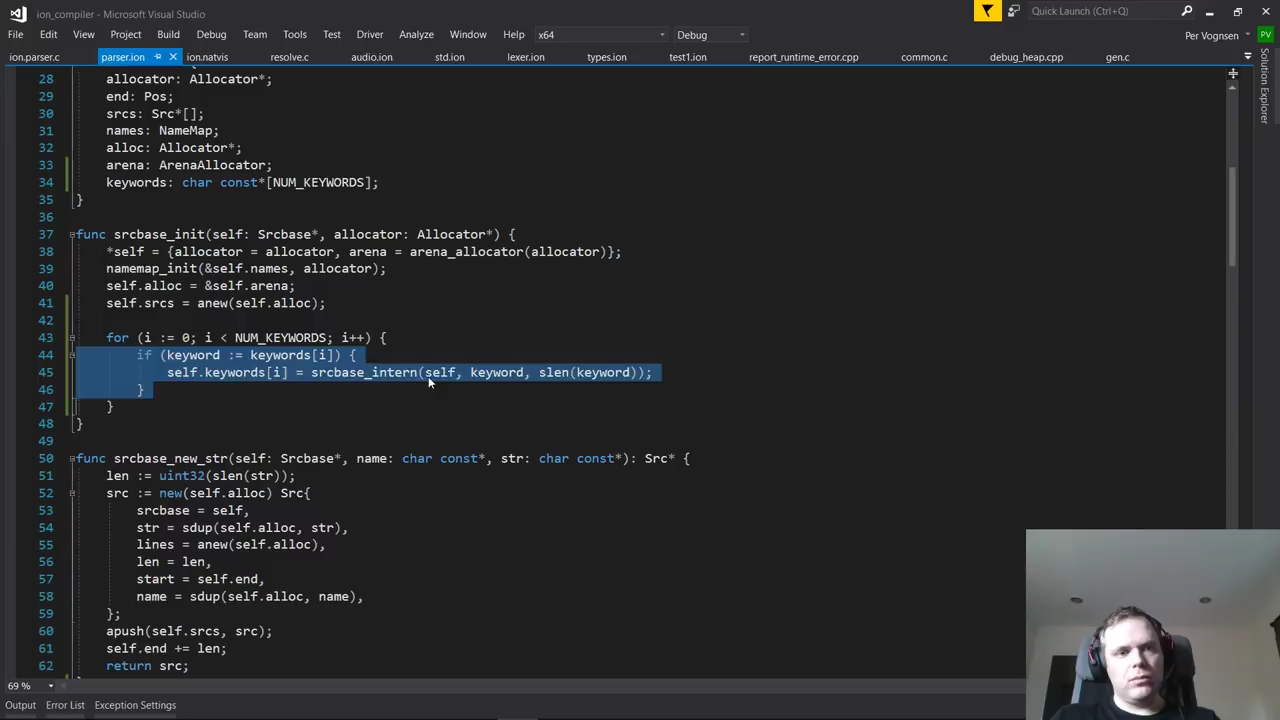 ion_compiler - Microsoft Visual Studio
Quick Launch (Ctrl+Q)
File Edit View Project Build Debug Team Tools Test Driver Analyze Window Help x64 Debug
Per Vognsen PV
ion.parser.c parser.ion ion.natvis resolve.c audio.ion std.ion lexer.ion types.ion test1.ion report_runtime_error.cpp common.c debug_heap.cpp gen.c
Solution Explorer
28 allocator: Allocator*;
29 end: Pos;
30 srcs: Src*[];
31 names: NameMap;
32 alloc: Allocator*;
33 arena: ArenaAllocator;
34 keywords: char const*[NUM_KEYWORDS];
35 }
36
37 func srcbase_init(self: Srcbase*, allocator: Allocator*) {
38 *self = {allocator = allocator, arena = arena_allocator(allocator)};
39 namemap_init(&self.names, allocator);
40 self.alloc = &self.arena;
41 self.srcs = anew(self.alloc);
42
43 for (i := 0; i < NUM_KEYWORDS; i++) {
44 if (keyword := keywords[i]) {
45 self.keywords[i] = srcbase_intern(self, keyword, slen(keyword));
46 }
47 }
48 }
49
50 func srcbase_new_str(self: Srcbase*, name: char const*, str: char const*): Src* {
51 len := uint32(slen(str));
52 src := new(self.alloc) Src{
53 srcbase = self,
54 str = sdup(self.alloc, str),
55 lines = anew(self.alloc),
56 len = len,
57 start = self.end,
58 name = sdup(self.alloc, name),
59 };
60 apush(self.srcs, src);
61 self.end += len;
62 return src;
69 %
Output Error List Exception Settings